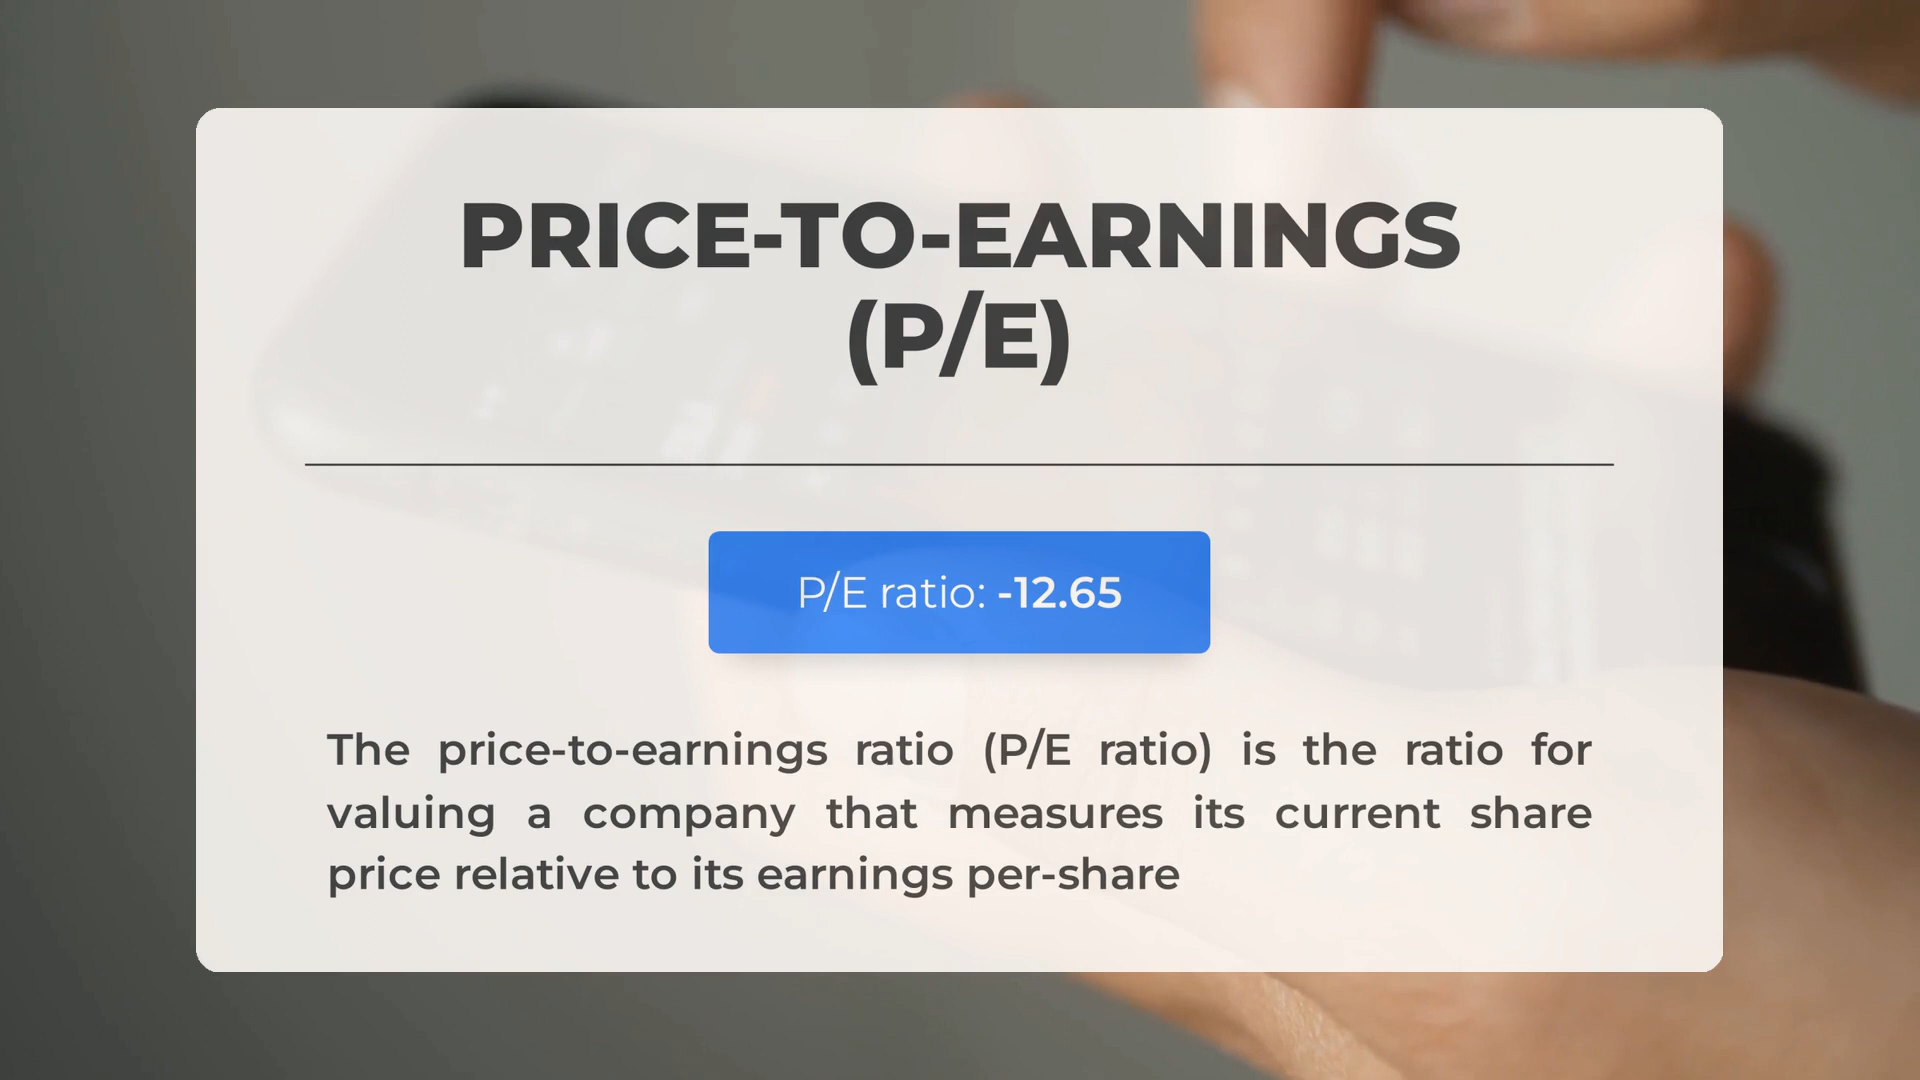 PRICE-TO-EARNINGS
(P/E)
P/E ratio: -12.65
The price-to-earnings ratio (P/E ratio) is the ratio for
valuing a company that measures its current share
price relative to its earnings per-share